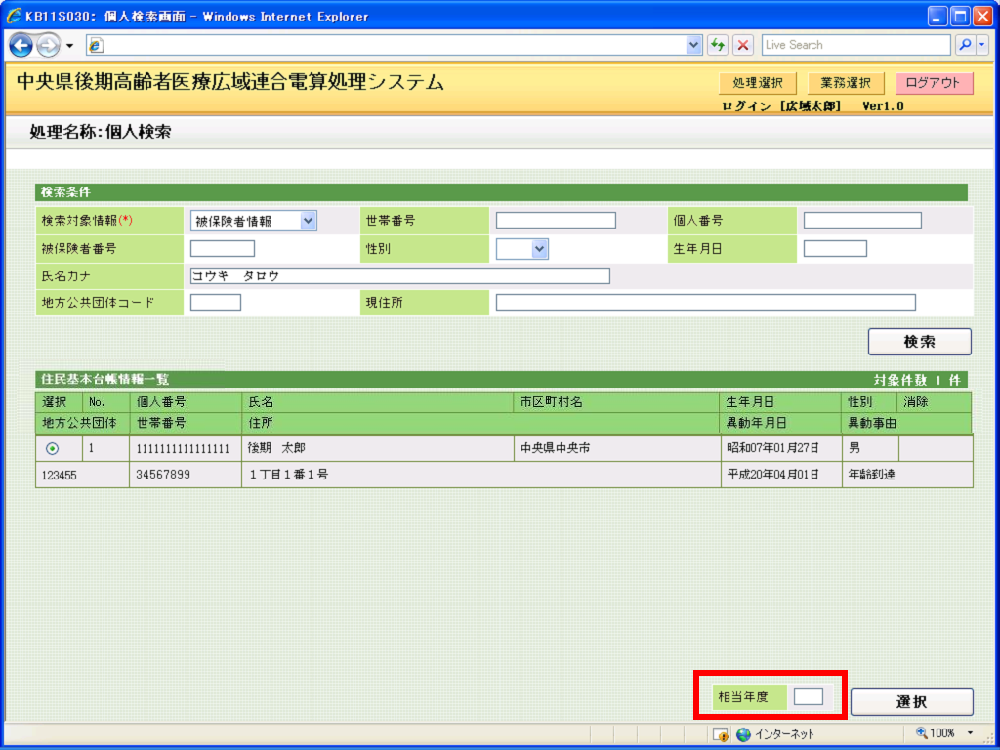 KB11S030: 個人検索画面 - Windows Internet Explorer
Live Search
中央県後期高齢者医療広域連合電算処理システム
処理選択 業務選択 ログアウト
ログイン [広域太郎] Ver1.0
処理名称:個人検索
検索条件
検索対象情報(*) 被保険者情報 世帯番号 個人番号
被保険者番号 性別 生年月日
氏名カナ コウキ タロウ
地方公共団体コード 現住所
検索
住民基本台帳情報一覧 対象件数 1 件
選択 No. 個人番号 氏名 市区町村名 生年月日 性別 消除
地方公共団体 世帯番号 住所 異動年月日 異動事由
1 111111111111111 後期 太郎 中央県中央市 昭和07年01月27日 男
123455 34567899 1丁目1番1号 平成20年04月01日 年齢到達
相当年度 選択
インターネット 100%